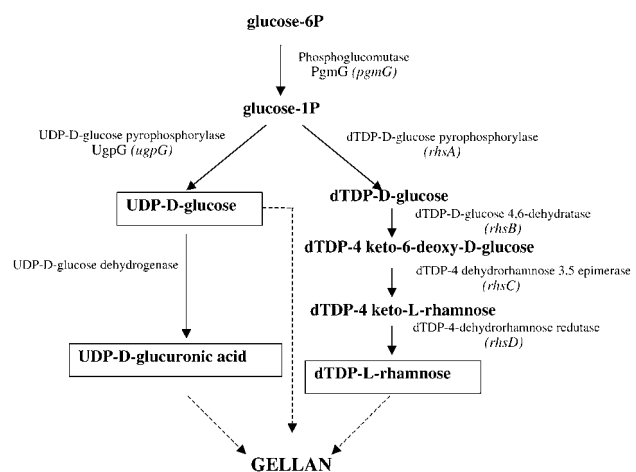 glucose-6P
Phosphoglucomutase
PgmG (pgmG)
glucose-1P
UDP-D-glucose pyrophosphorylase
UgpG (ugpG)
dTDP-D-glucose pyrophosphorylase
(rhsA)
UDP-D-glucose
dTDP-D-glucose
dTDP-D-glucose 4,6-dehydratase
(rhsB)
dTDP-4 keto-6-deoxy-D-glucose
UDP-D-glucose dehydrogenase
dTDP-4 dehydrorhamnose 3.5 epimerase
(rhsC)
dTDP-4 keto-L-rhamnose
dTDP-4-dehydrorhamnose redutase
(rhsD)
UDP-D-glucuronic acid
dTDP-L-rhamnose
GELLAN